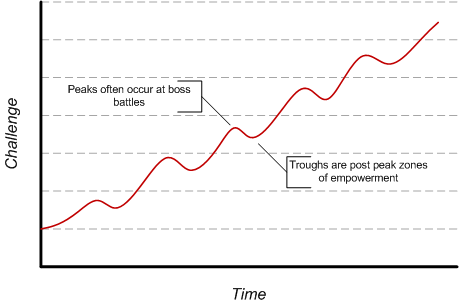 Challenge
Peaks often occur at boss
battles
Troughs are post peak zones
of empowerment
Time